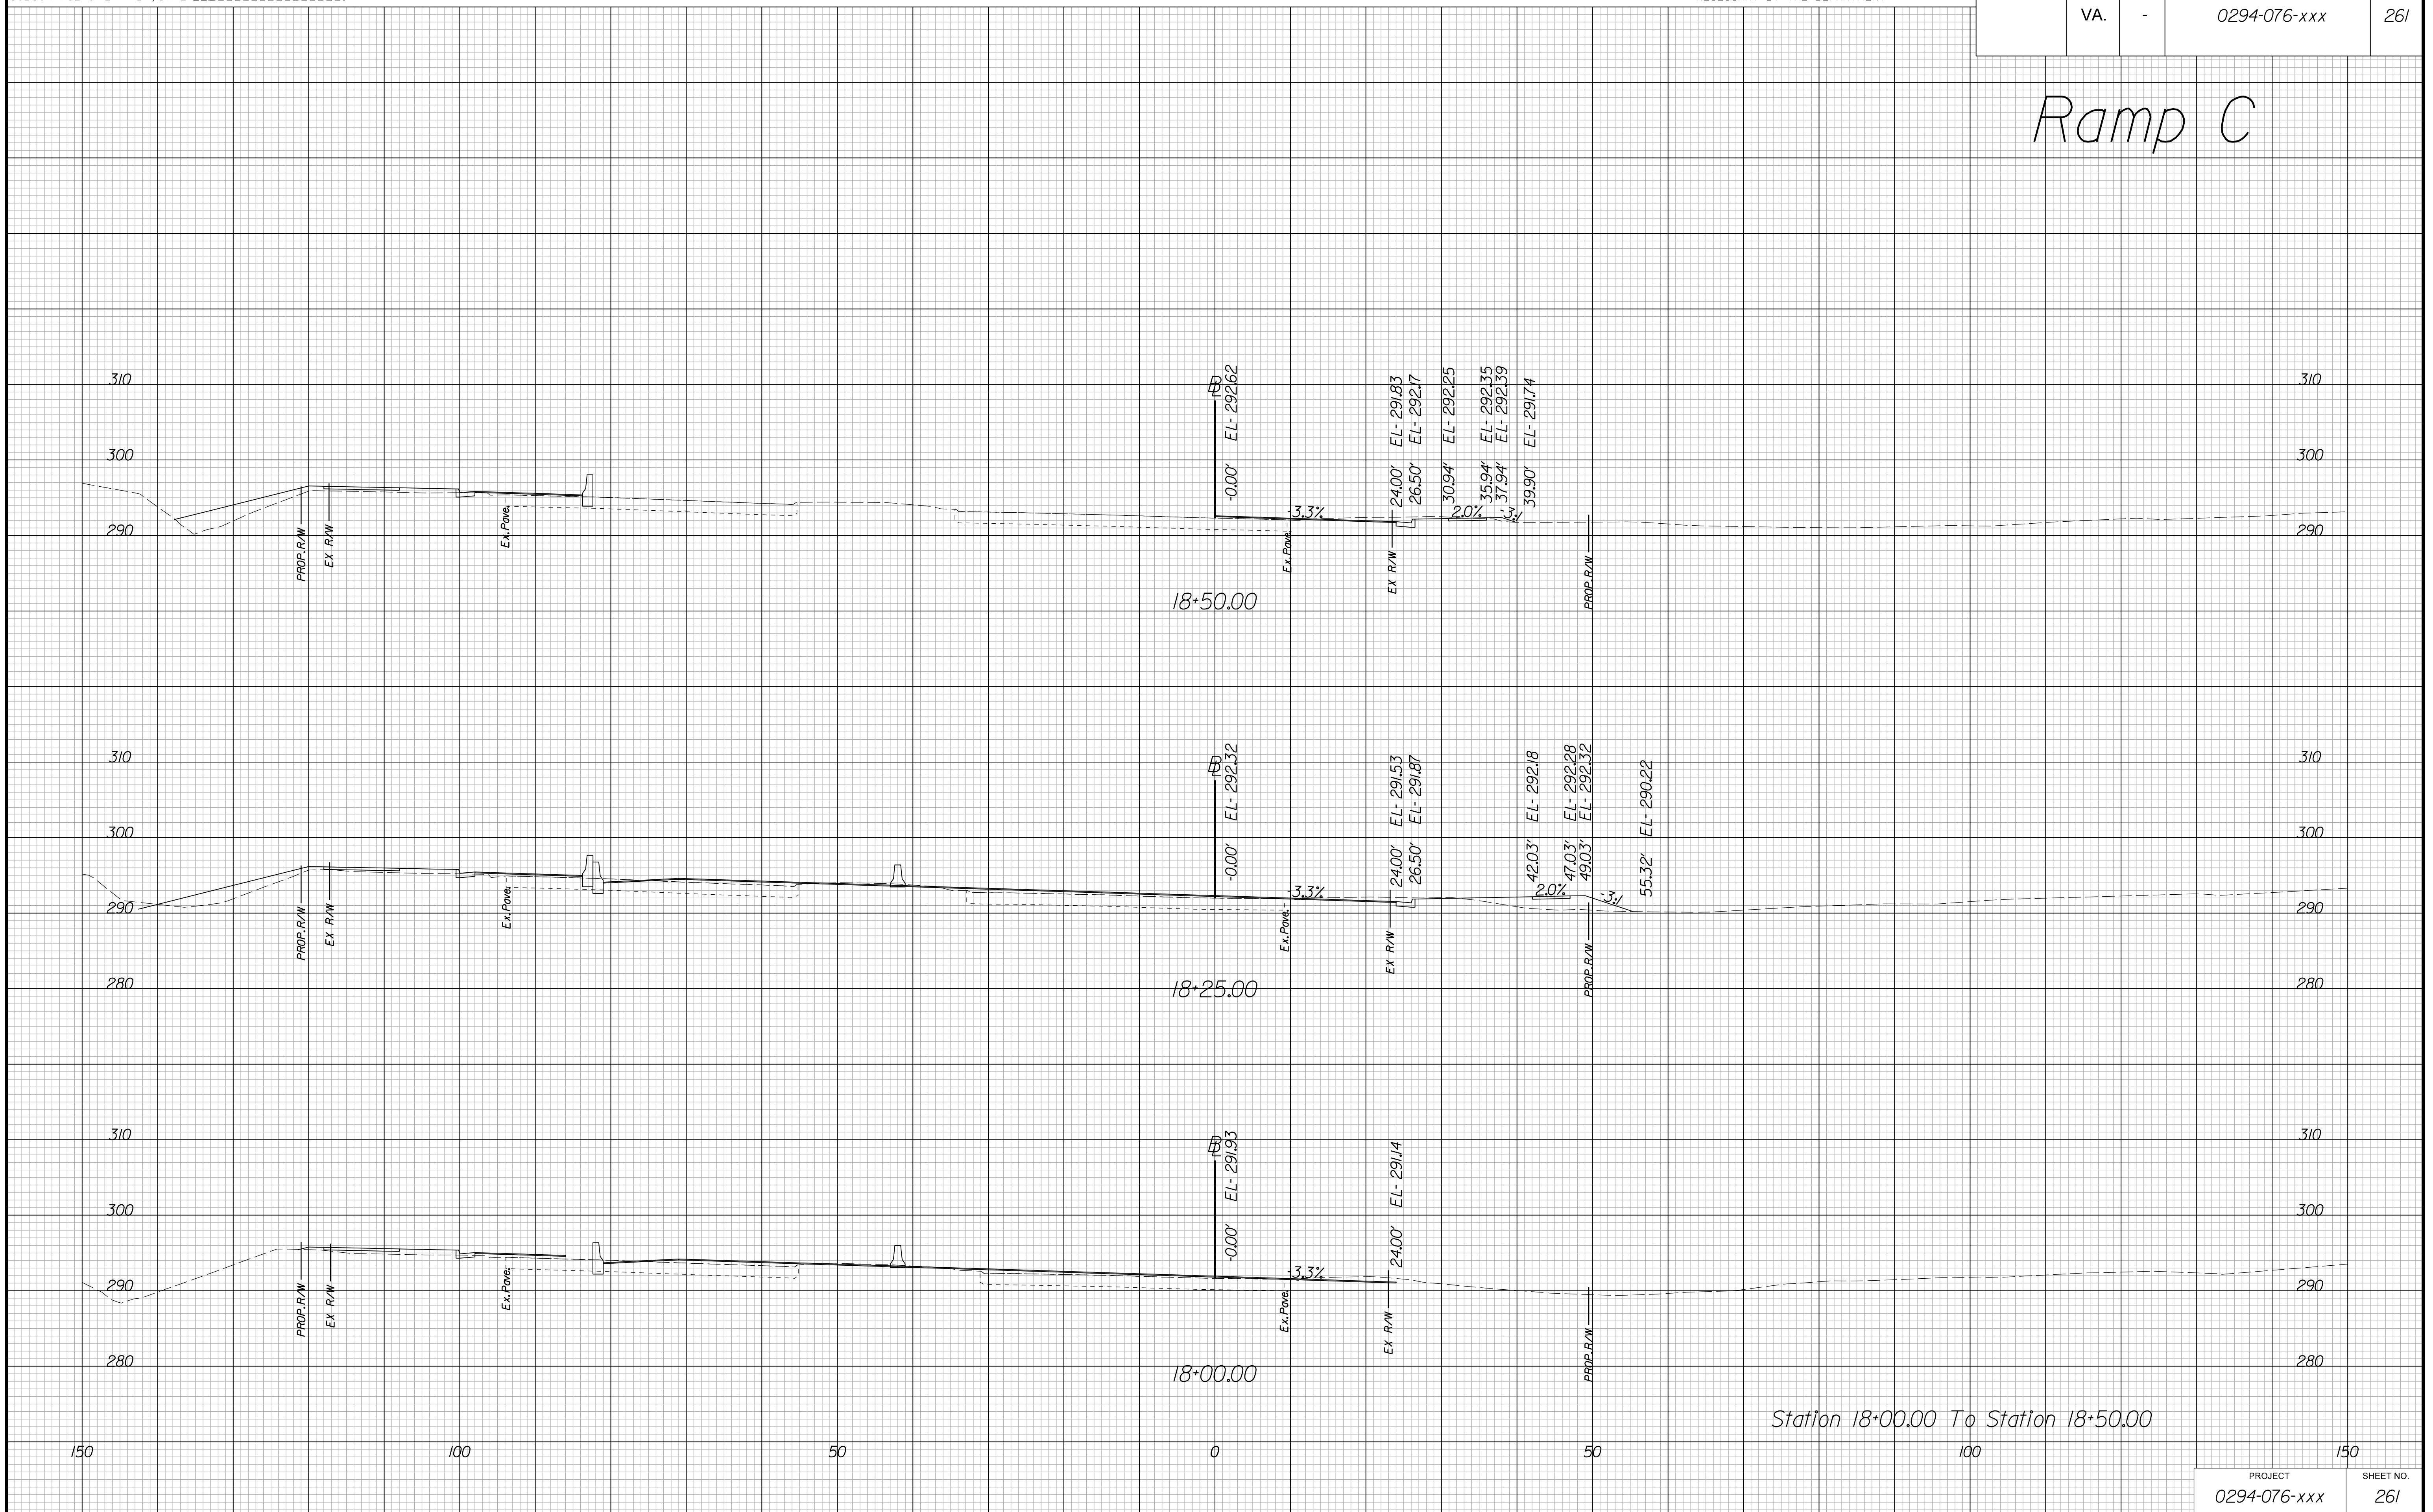 VA. - 0294-076-xxx 261
Ramp C
310 310
300 300
290 290
PROP.R/W
EX R/W
Ex.Pave.
-0.00' EL- 292.62
-3.3%
Ex.Pave.
EX R/W
24.00' EL- 291.83
26.50' EL- 292.17
30.94' EL- 292.25
2.0%
35.94' EL- 292.35
37.94' EL- 292.39
-3:1
39.90' EL- 291.74
PROP.R/W
18+50.00
310 310
300 300
290 290
280 280
PROP.R/W
EX R/W
Ex.Pave.
-0.00' EL- 292.32
-3.3%
Ex.Pave.
EX R/W
24.00' EL- 291.53
26.50' EL- 291.87
42.03' EL- 292.18
2.0%
47.03' EL- 292.28
49.03' EL- 292.32
-3:1
55.32' EL- 290.22
PROP.R/W
18+25.00
310 310
300 300
290 290
280 280
PROP.R/W
EX R/W
Ex.Pave.
-0.00' EL- 291.93
-3.3%
Ex.Pave.
EX R/W
24.00' EL- 291.14
PROP.R/W
18+00.00
Station 18+00.00 To Station 18+50.00
150 100 50 0 50 100 150
PROJECT SHEET NO.
0294-076-xxx 261